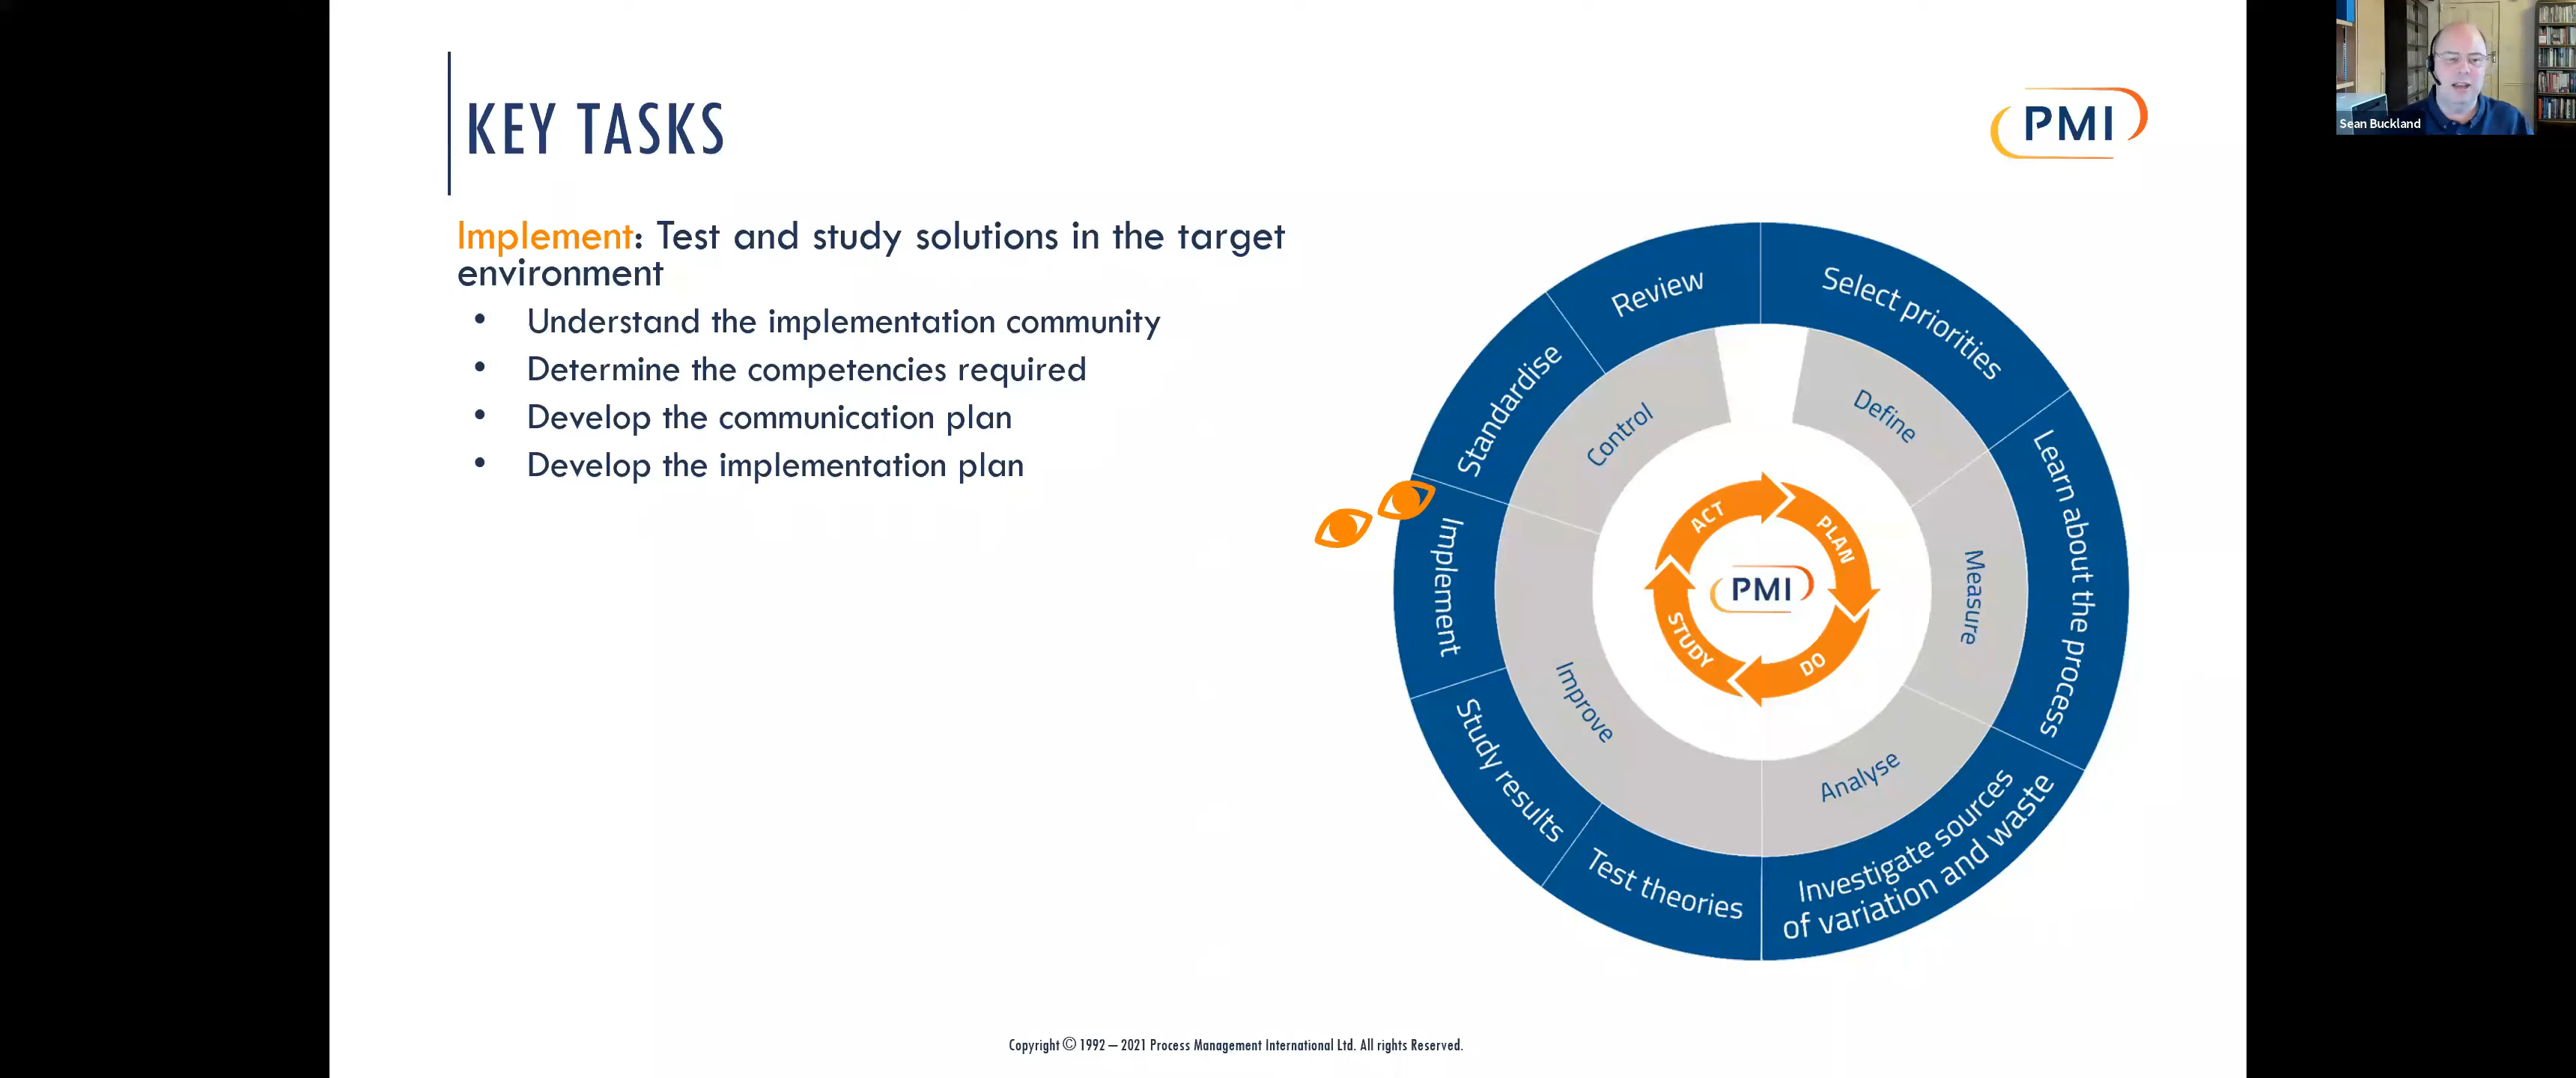 KEY TASKS
PMI
Sean Buckland
Implement: Test and study solutions in the target
environment
• Understand the implementation community
• Determine the competencies required
• Develop the communication plan
• Develop the implementation plan
Select priorities
Learn about the process
Investigate sources
of variation and waste
Test theories
Study results
Implement
Standardise
Review
Define
Measure
Analyse
Improve
Control
PLAN
DO
STUDY
ACT
PMI
Copyright © 1992 – 2021 Process Management International Ltd. All rights Reserved.